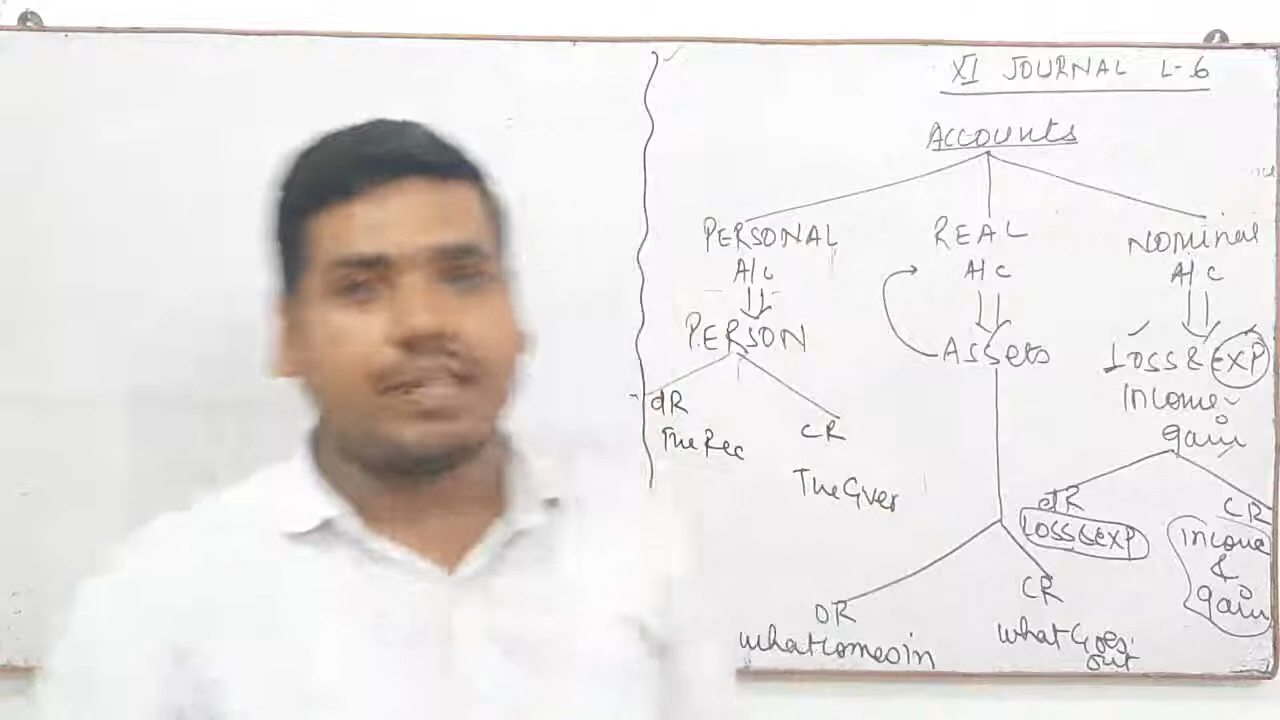 XI JOURNAL L-6
Accounts
PERSONAL REAL Nominal
A/C A/C A/C
PERSON Assets Loss & EXP
Income
gain
dR CR dR CR
The Rec The Giver LOSS & EXP Income
&
gain
DR CR
what comes in what Goes
out